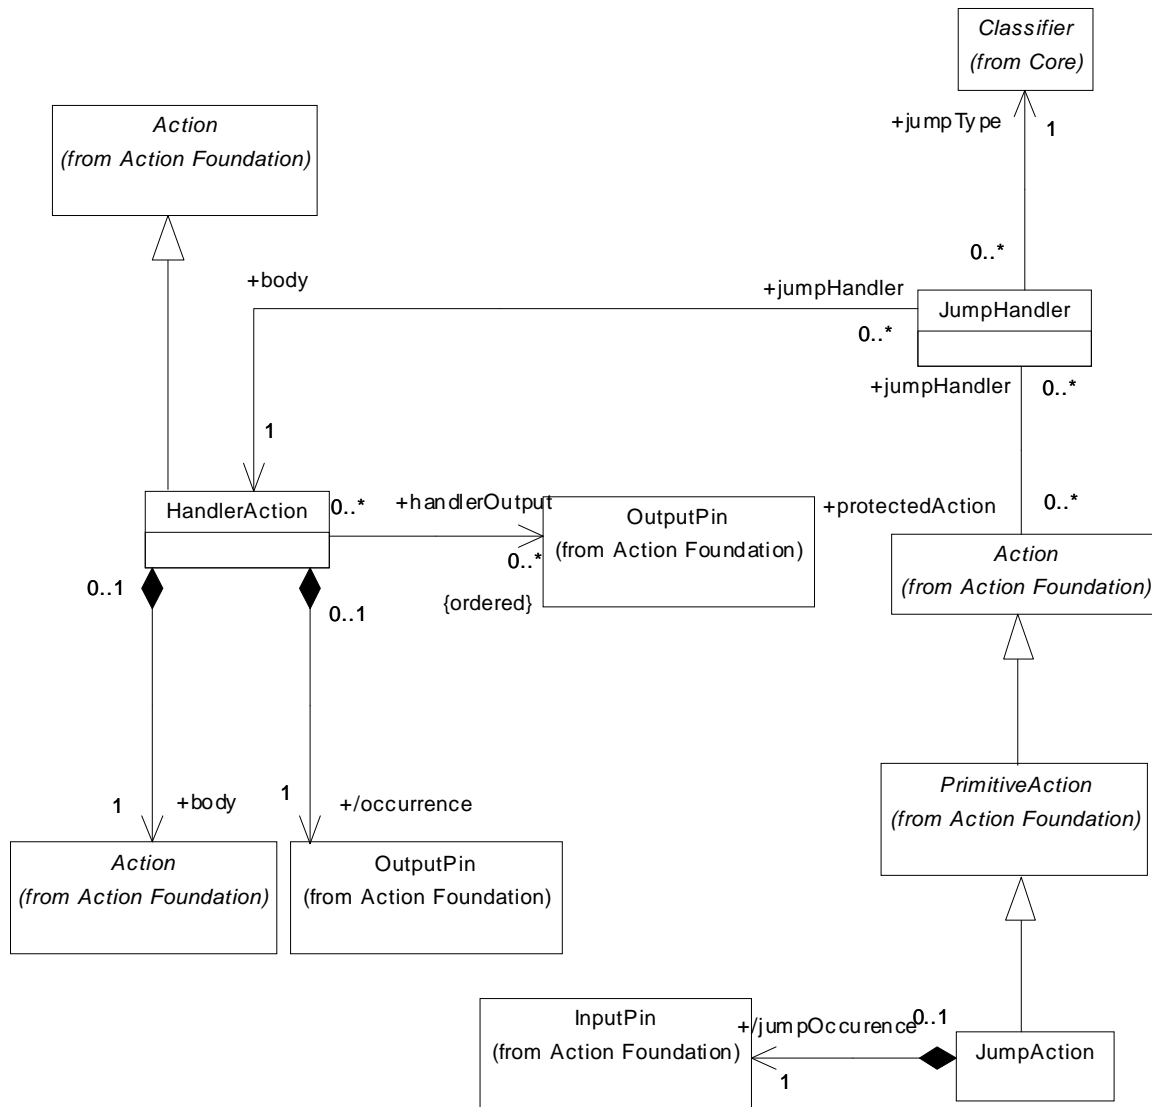 Classifier
(from Core)
+jumpType
1
Action
(from Action Foundation)
0..*
+body
+jumpHandler
JumpHandler
0..*
+jumpHandler
0..*
1
HandlerAction
0..*
+handlerOutput
OutputPin
(from Action Foundation)
0..*
{ordered}
+protectedAction
0..*
Action
(from Action Foundation)
0..1
0..1
PrimitiveAction
(from Action Foundation)
1
+body
1
+/occurrence
Action
(from Action Foundation)
OutputPin
(from Action Foundation)
InputPin
(from Action Foundation)
+/jumpOccurence
0..1
1
JumpAction